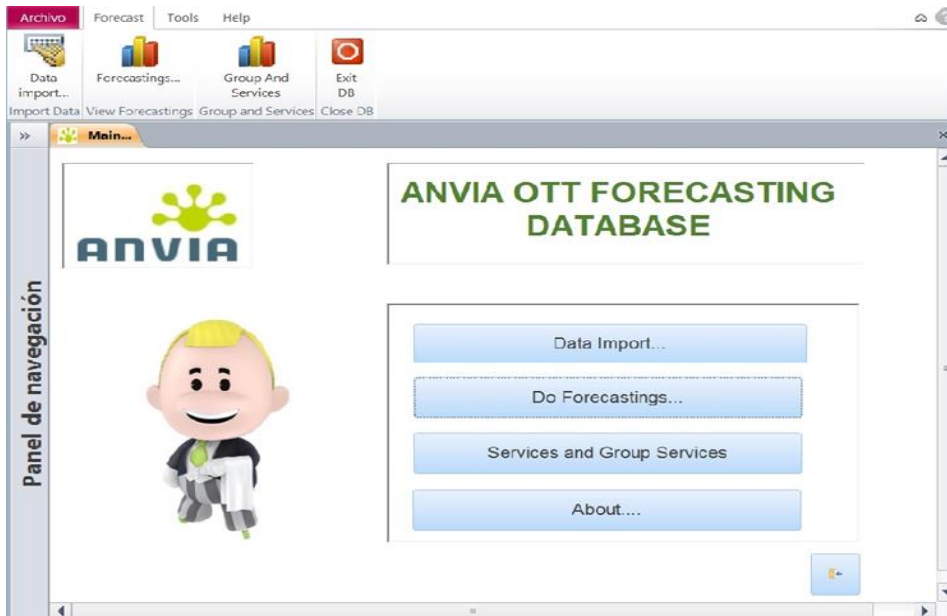 Archivo Forecast Tools Help
Data import...
Forecastings...
Group And Services
Exit DB
Import Data View Forecastings Group and Services Close DB
Main...
Panel de navegación
ANVIA
ANVIA OTT FORECASTING
DATABASE
Data Import...
Do Forecastings...
Services and Group Services
About....